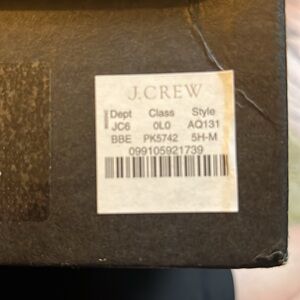 J.CREW
Dept Class Style
JC6 0L0 AQ131
BBE PK5742 5H-M
099105921739